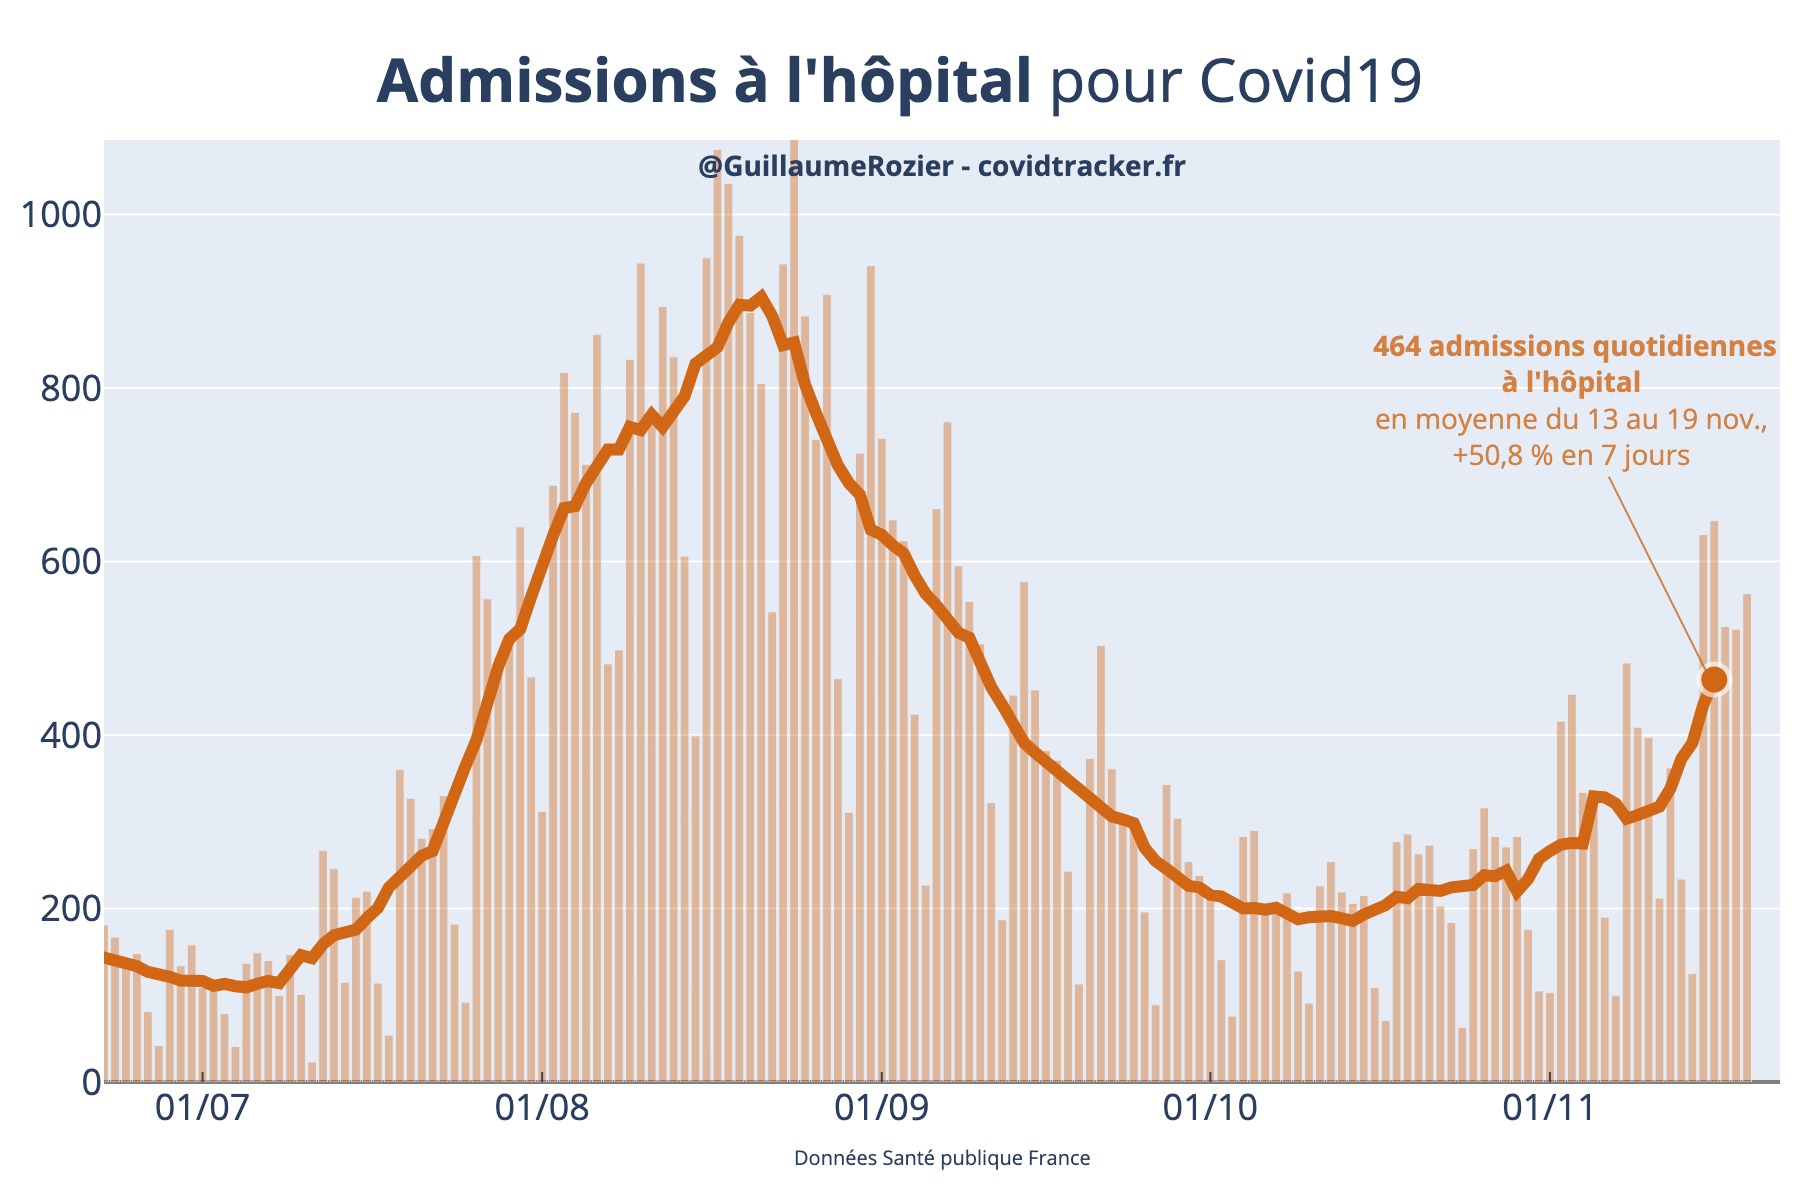 Admissions à l'hôpital pour Covid19
@GuillaumeRozier - covidtracker.fr
1000
800
600
400
200
0
464 admissions quotidiennes
à l'hôpital
en moyenne du 13 au 19 nov.,
+50,8 % en 7 jours
01/07 01/08 01/09 01/10 01/11
Données Santé publique France